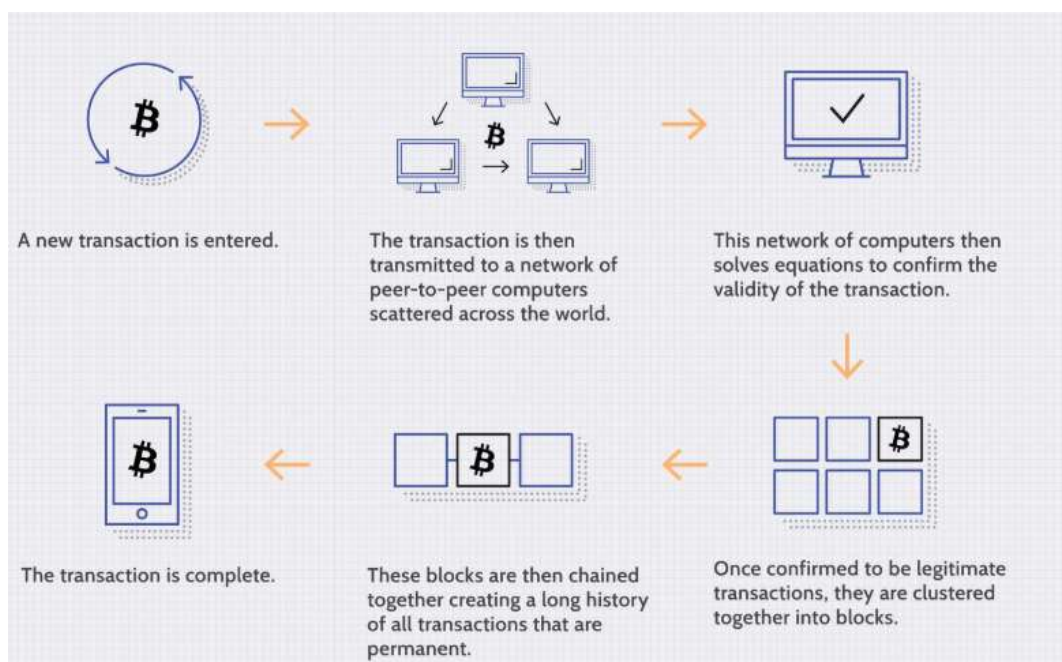 A new transaction is entered.
The transaction is then
transmitted to a network of
peer-to-peer computers
scattered across the world.
This network of computers then
solves equations to confirm the
validity of the transaction.
Once confirmed to be legitimate
transactions, they are clustered
together into blocks.
These blocks are then chained
together creating a long history
of all transactions that are
permanent.
The transaction is complete.